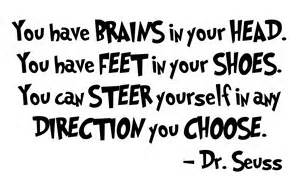 You have BRAINS in your HEAD.
You have FEET in your SHOES.
You can STEER yourself in any
DIRECTION you CHOOSE.
– Dr. Seuss